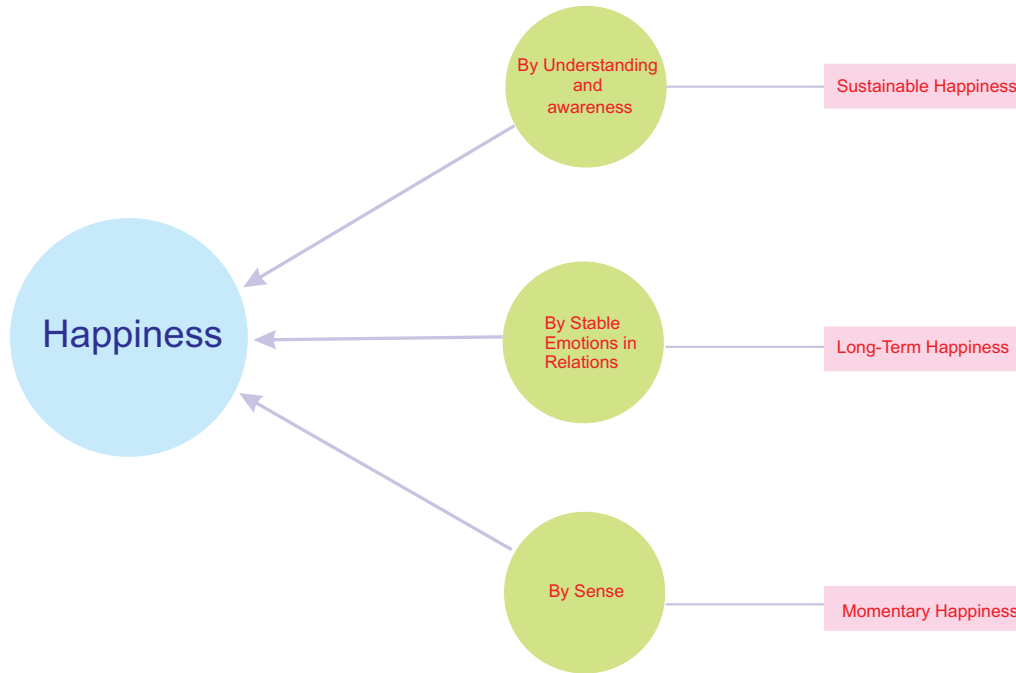 By Understanding
and
awareness
Sustainable Happiness
Happiness
By Stable
Emotions in
Relations
Long-Term Happiness
By Sense
Momentary Happiness